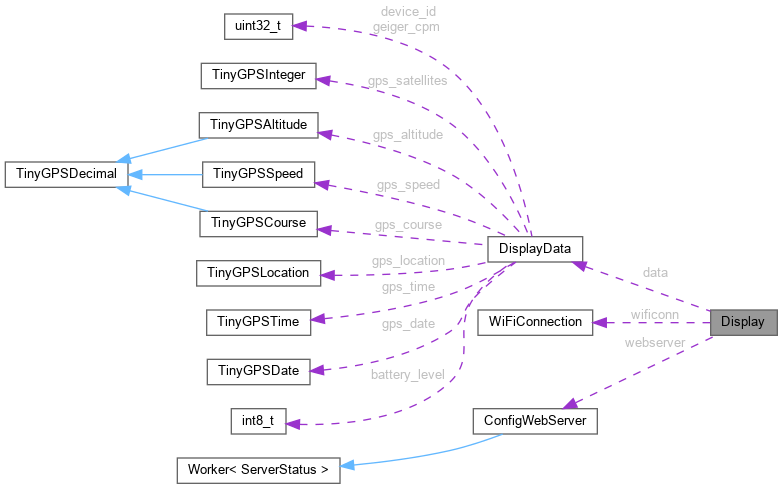 device_id
geiger_cpm
uint32_t
TinyGPSInteger
gps_satellites
TinyGPSAltitude
gps_altitude
TinyGPSDecimal
TinyGPSSpeed
gps_speed
TinyGPSCourse
gps_course
DisplayData
TinyGPSLocation
gps_location
data
gps_time
TinyGPSTime
WiFiConnection
wificonn
Display
gps_date
webserver
TinyGPSDate
battery_level
int8_t
ConfigWebServer
Worker< ServerStatus >